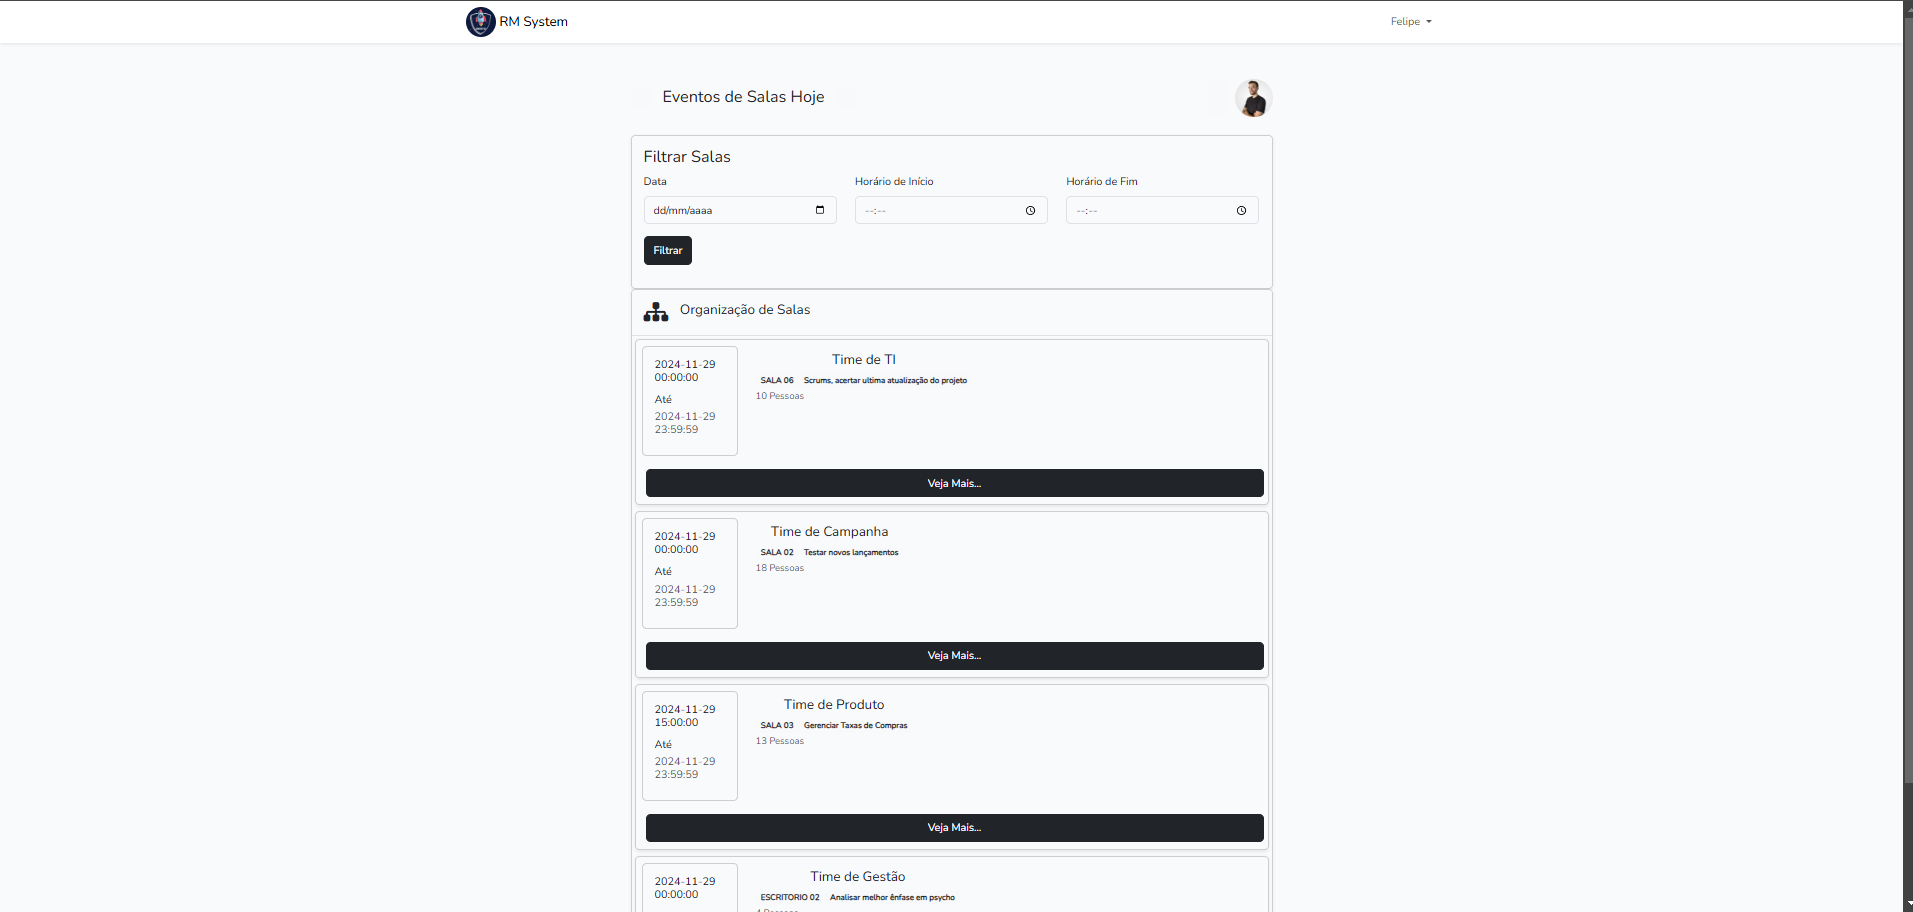 RM System
Felipe
Eventos de Salas Hoje
Filtrar Salas
Data
Horário de Início
Horário de Fim
dd/mm/aaaa
--:--
--:--
Filtrar
Organização de Salas
2024-11-29
00:00:00
Até
2024-11-29
23:59:59
Time de TI
SALA 06 Scrums, acertar ultima atualização do projeto
10 Pessoas
Veja Mais...
2024-11-29
00:00:00
Até
2024-11-29
23:59:59
Time de Campanha
SALA 02 Testar novos lançamentos
18 Pessoas
Veja Mais...
2024-11-29
15:00:00
Até
2024-11-29
23:59:59
Time de Produto
SALA 03 Gerenciar Taxas de Compras
13 Pessoas
Veja Mais...
2024-11-29
00:00:00
Time de Gestão
ESCRITORIO 02 Analisar melhor ênfase em psycho